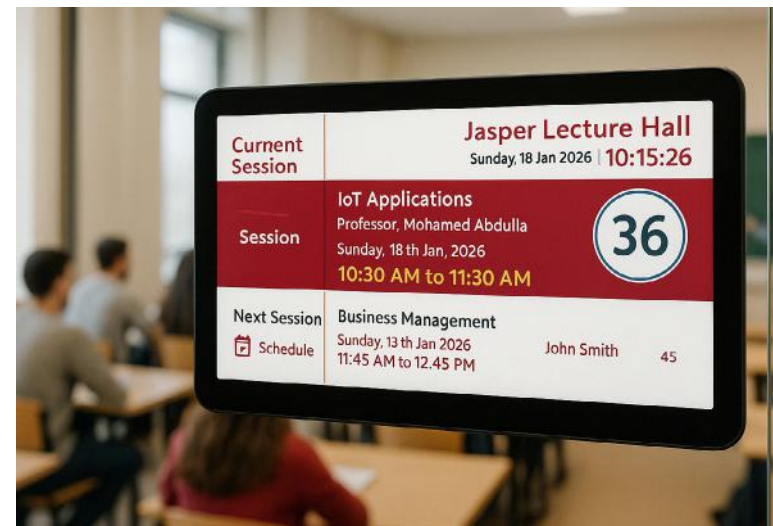 Current
Session
Jasper Lecture Hall
Sunday, 18 Jan 2026 | 10:15:26
Session
IoT Applications
Professor, Mohamed Abdulla
Sunday, 18 th Jan, 2026
10:30 AM to 11:30 AM
36
Next Session
Schedule
Business Management
Sunday, 13 th Jan 2026
11:45 AM to 12.45 PM
John Smith
45